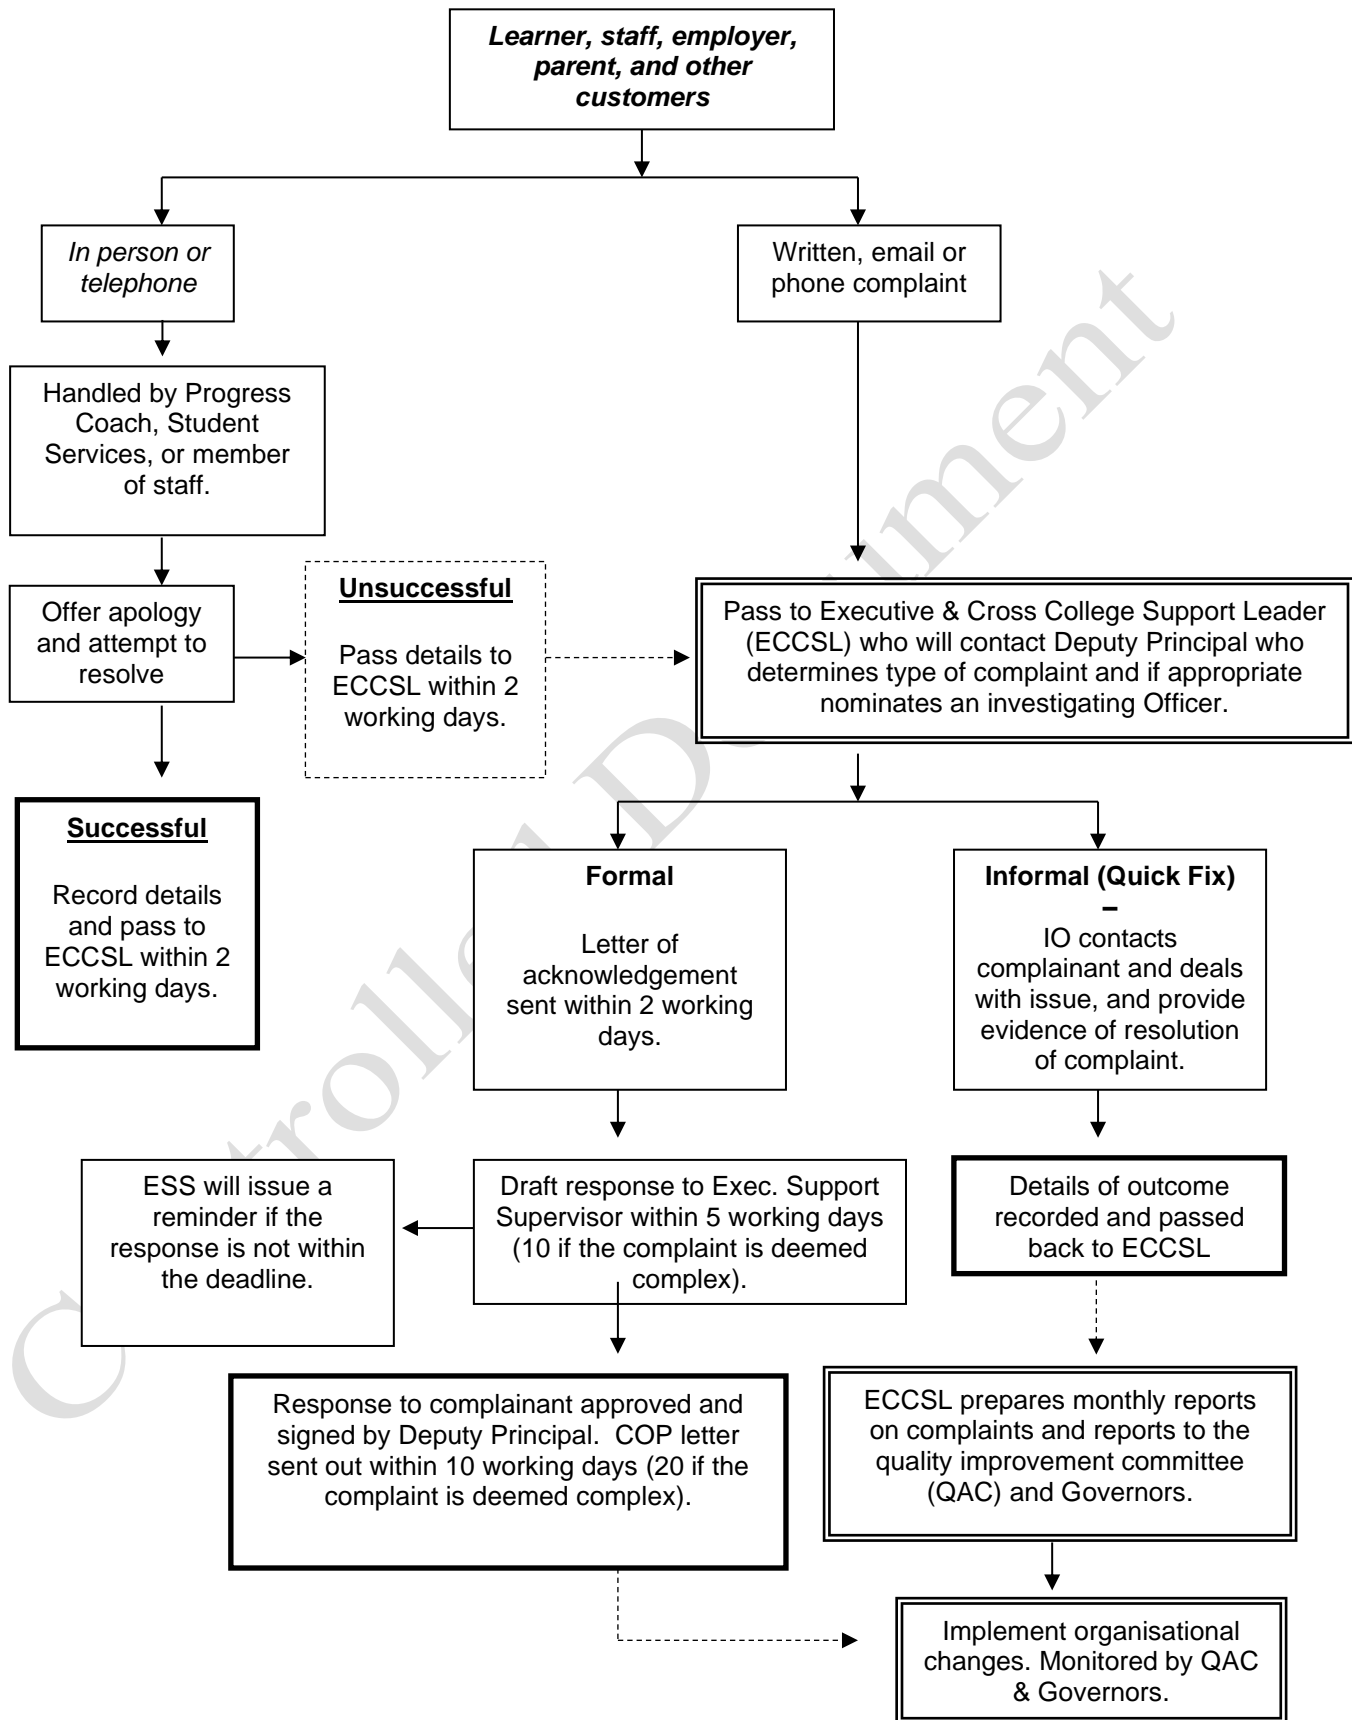 Learner, staff, employer,
parent, and other
customers
In person or
telephone
Written, email or
phone complaint
Handled by Progress
Coach, Student
Services, or member
of staff.
Offer apology
and attempt to
resolve
Unsuccessful
Pass details to
ECCSL within 2
working days.
Pass to Executive & Cross College Support Leader
(ECCSL) who will contact Deputy Principal who
determines type of complaint and if appropriate
nominates an investigating Officer.
Successful
Record details
and pass to
ECCSL within 2
working days.
Formal
Letter of
acknowledgement
sent within 2 working
days.
Informal (Quick Fix)
–
IO contacts
complainant and deals
with issue, and provide
evidence of resolution
of complaint.
ESS will issue a
reminder if the
response is not within
the deadline.
Draft response to Exec. Support
Supervisor within 5 working days
(10 if the complaint is deemed
complex).
Details of outcome
recorded and passed
back to ECCSL
Response to complainant approved and
signed by Deputy Principal.  COP letter
sent out within 10 working days (20 if the
complaint is deemed complex).
ECCSL prepares monthly reports
on complaints and reports to the
quality improvement committee
(QAC) and Governors.
Implement organisational
changes. Monitored by QAC
& Governors.
Controlled Document